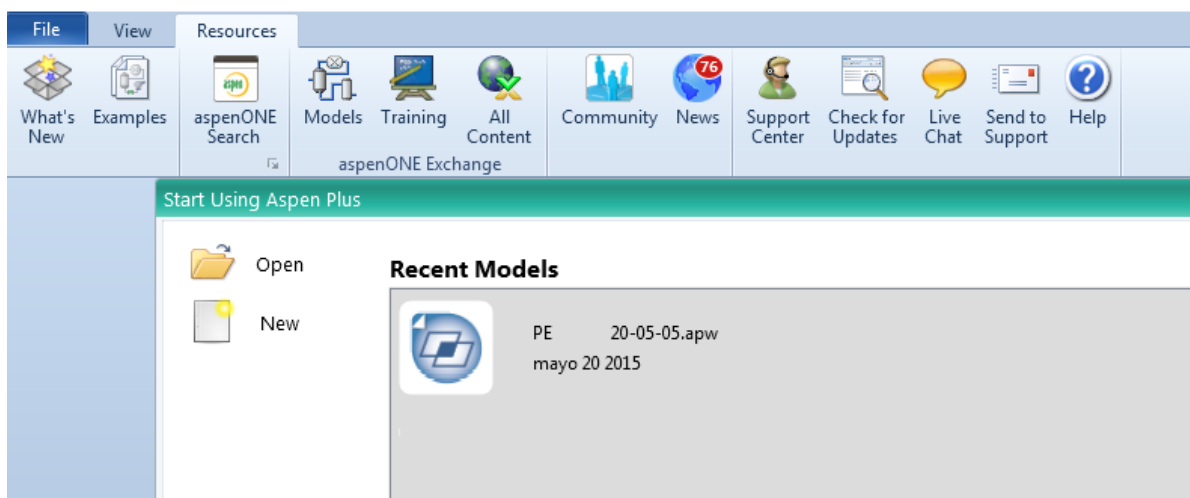 File View Resources
What's New
Examples
aspen
aspenONE Search
Models
Training
All Content
Community
76
News
Support Center
Check for Updates
Live Chat
Send to Support
Help
aspenONE Exchange
Start Using Aspen Plus
Open
New
Recent Models
PE 20-05-05.apw
mayo 20 2015